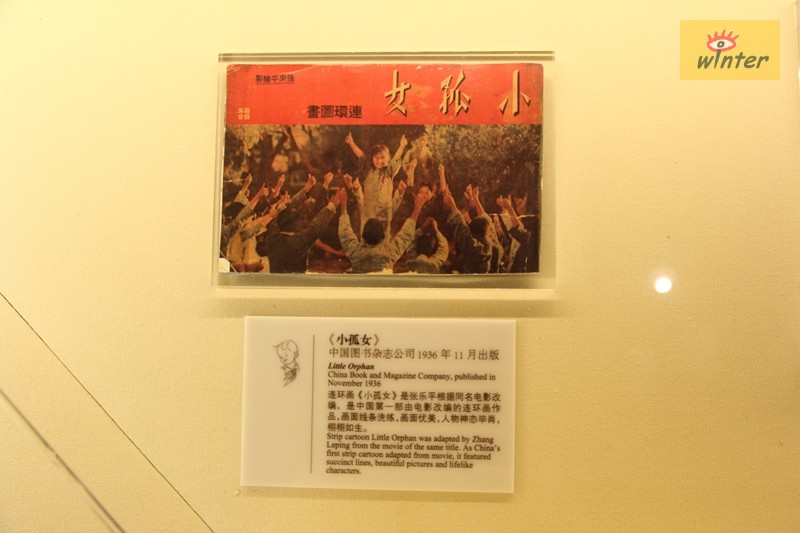 winter
張樂平繪製
小孤女
連環圖畫
《小孤女》
中国图书杂志公司 1936 年 11 月出版
Little Orphan
China Book and Magazine Company, published in
November 1936
连环画《小孤女》是张乐平根据同名电影改
编，是中国第一部由电影改编的连环画作
品，画面线条洗练，画面优美，人物神态毕肖，
栩栩如生。
Strip cartoon Little Orphan was adapted by Zhang
Leping from the movie of the same title. As China's
first strip cartoon adapted from movie, it featured
succinct lines, beautiful pictures and lifelike
characters.